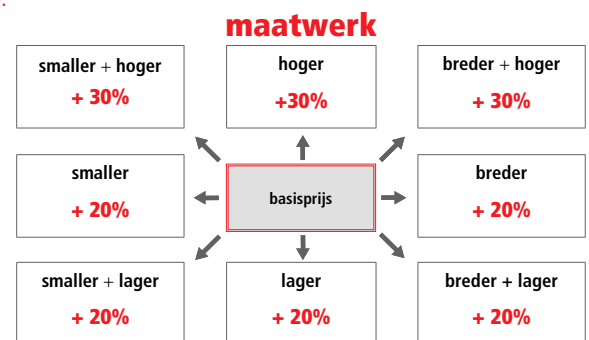 maatwerk
smaller + hoger
+ 30%
hoger
+30%
breder + hoger
+ 30%
smaller
+ 20%
basisprijs
breder
+ 20%
smaller + lager
+ 20%
lager
+ 20%
breder + lager
+ 20%